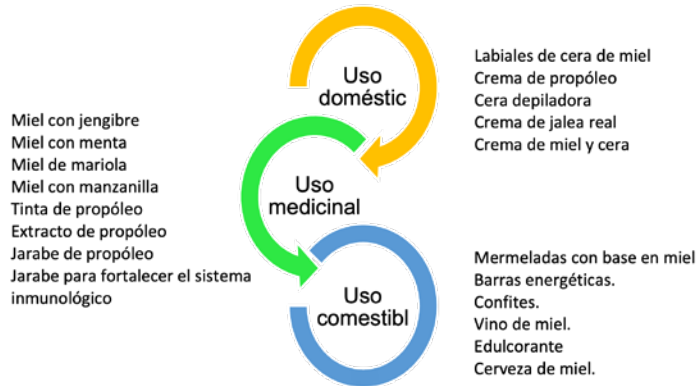 Uso
doméstic
Labiales de cera de miel
Crema de propóleo
Cera depiladora
Crema de jalea real
Crema de miel y cera
Miel con jengibre
Miel con menta
Miel de mariola
Miel con manzanilla
Tinta de propóleo
Extracto de propóleo
Jarabe de propóleo
Jarabe para fortalecer el sistema
inmunológico
Uso
medicinal
Uso
comestibl
Mermeladas con base en miel
Barras energéticas.
Confites.
Vino de miel.
Edulcorante
Cerveza de miel.